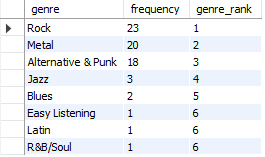 genre frequency genre_rank
Rock 23 1
Metal 20 2
Alternative & Punk 18 3
Jazz 3 4
Blues 2 5
Easy Listening 1 6
Latin 1 6
R&B/Soul 1 6